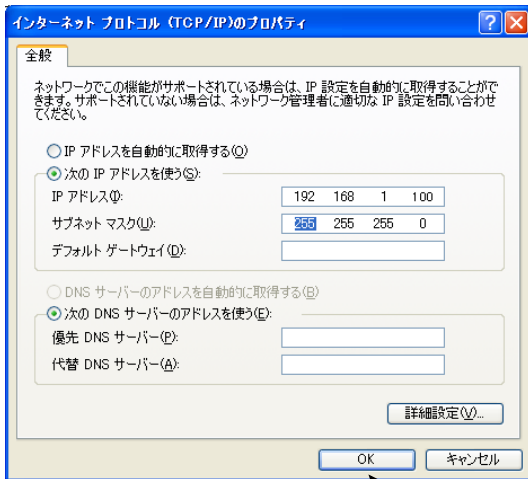 インターネット プロトコル (TCP/IP)のプロパティ
全般
ネットワークでこの機能がサポートされている場合は、IP 設定を自動的に取得することがで
きます。サポートされていない場合は、ネットワーク管理者に適切な IP 設定を問い合わせ
てください。
IP アドレスを自動的に取得する(O)
次の IP アドレスを使う(S):
IP アドレス(I): 192 168 1 100
サブネット マスク(U): 255 255 255 0
デフォルト ゲートウェイ(D):
DNS サーバーのアドレスを自動的に取得する(B)
次の DNS サーバーのアドレスを使う(E):
優先 DNS サーバー(P):
代替 DNS サーバー(A):
詳細設定(V)...
OK キャンセル